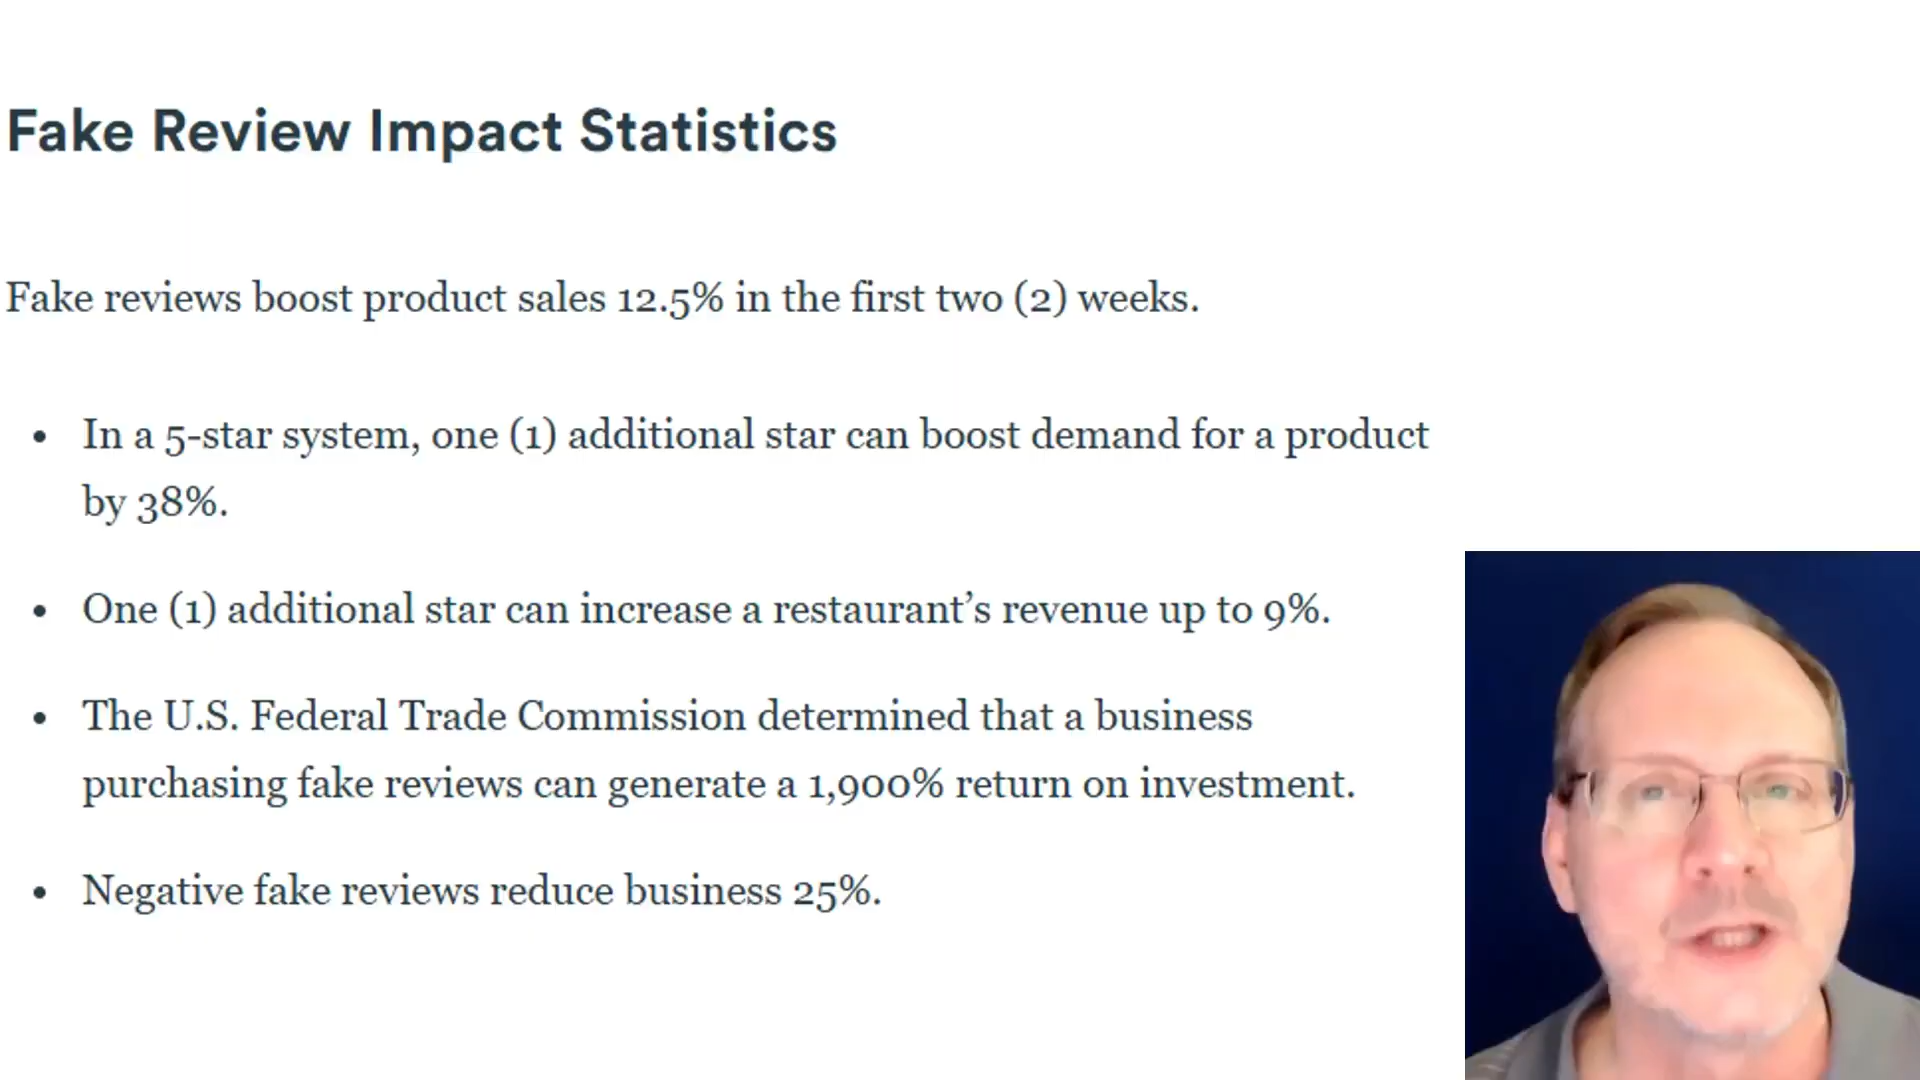 Fake Review Impact Statistics
Fake reviews boost product sales 12.5% in the first two (2) weeks.
• In a 5-star system, one (1) additional star can boost demand for a product
by 38%.
• One (1) additional star can increase a restaurant’s revenue up to 9%.
• The U.S. Federal Trade Commission determined that a business
purchasing fake reviews can generate a 1,900% return on investment.
• Negative fake reviews reduce business 25%.